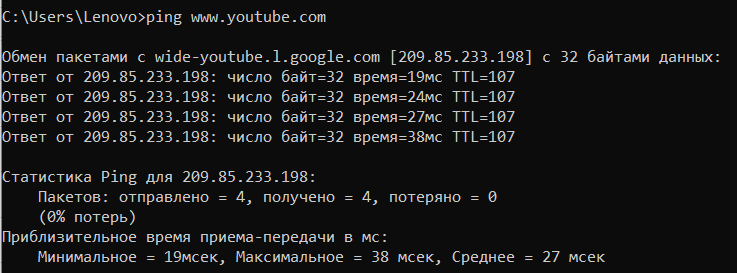 C:\Users\Lenovo>ping www.youtube.com
Обмен пакетами с wide-youtube.l.google.com [209.85.233.198] с 32 байтами данных:
Ответ от 209.85.233.198: число байт=32 время=19мс TTL=107
Ответ от 209.85.233.198: число байт=32 время=24мс TTL=107
Ответ от 209.85.233.198: число байт=32 время=27мс TTL=107
Ответ от 209.85.233.198: число байт=32 время=38мс TTL=107
Статистика Ping для 209.85.233.198:
Пакетов: отправлено = 4, получено = 4, потеряно = 0
(0% потерь)
Приблизительное время приема-передачи в мс:
Минимальное = 19мсек, Максимальное = 38 мсек, Среднее = 27 мсек